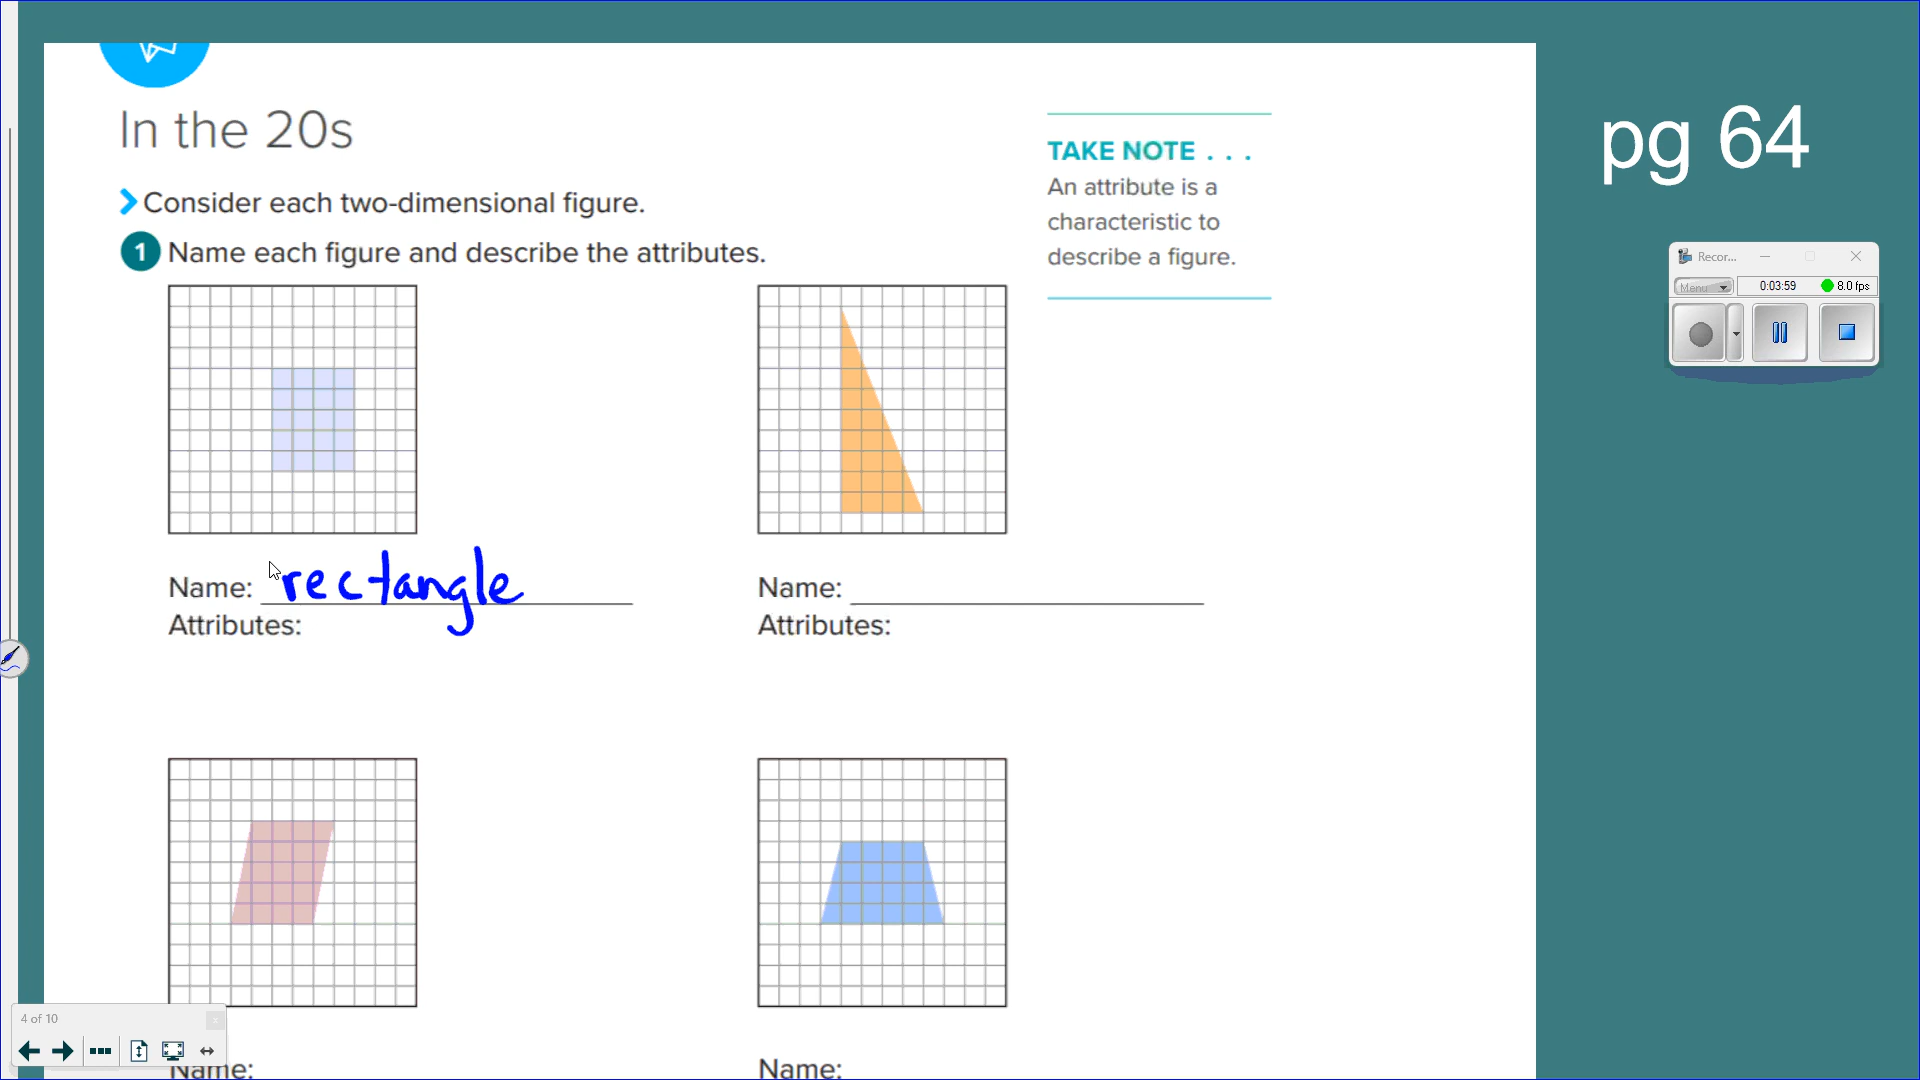 In the 20s
Consider each two-dimensional figure.
1 Name each figure and describe the attributes.
TAKE NOTE . . .
An attribute is a
characteristic to
describe a figure.
pg 64
Recor...
Menu
0:03:59
8.0 fps
Name: rectangle
Attributes:
Name:
Attributes:
4 of 10
Name:
Name: